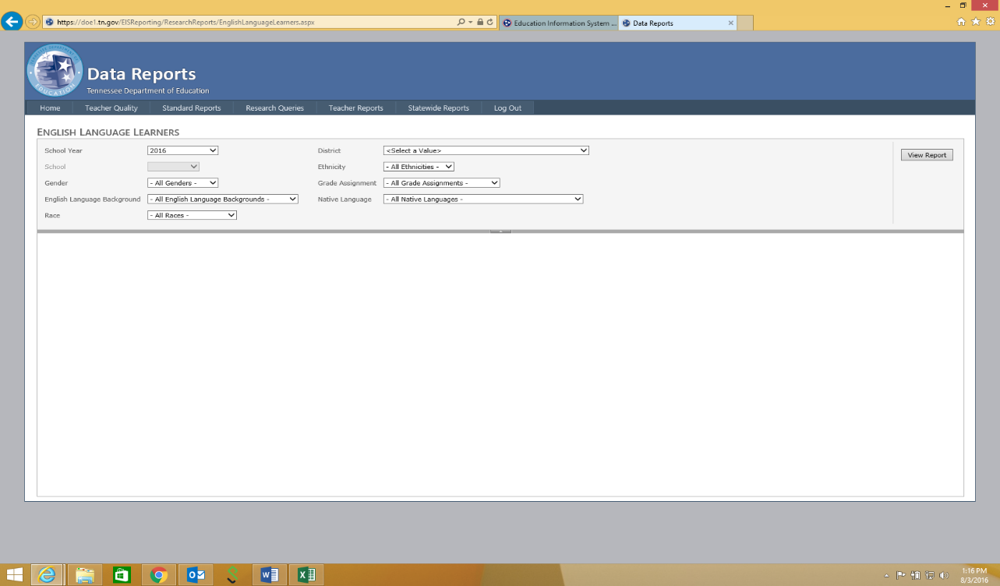 https://doe1.tn.gov/EISReporting/ResearchReports/EnglishLanguageLearners.aspx
Education Information System ...
Data Reports
EDUCATION
Data Reports
Tennessee Department of Education
Home Teacher Quality Standard Reports Research Queries Teacher Reports Statewide Reports Log Out
ENGLISH LANGUAGE LEARNERS
School Year 2016 District <Select a Value> View Report
School Ethnicity - All Ethnicities -
Gender - All Genders - Grade Assignment - All Grade Assignments -
English Language Background - All English Language Backgrounds - Native Language - All Native Languages -
Race - All Races -
1:16 PM
8/3/2016